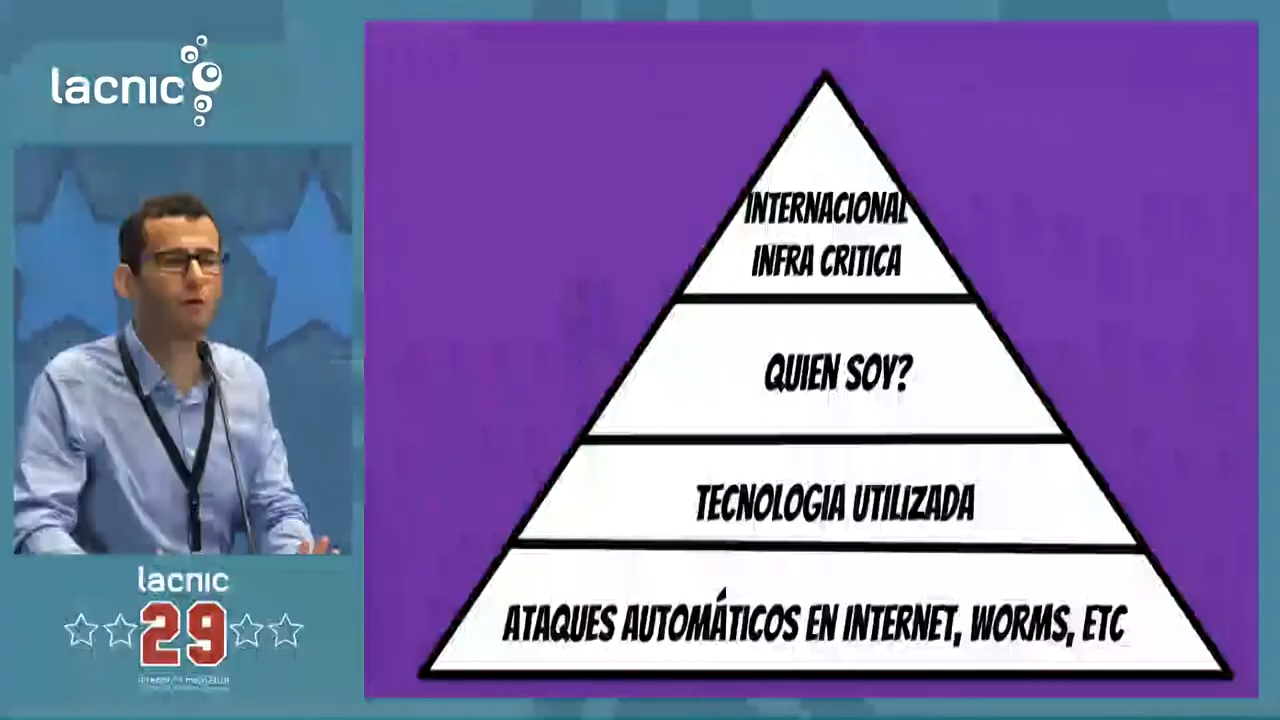 lacnic
INTERNACIONAL
INFRA CRITICA
QUIEN SOY?
TECNOLOGIA UTILIZADA
ATAQUES AUTOMÁTICOS EN INTERNET, WORMS, ETC
lacnic
29